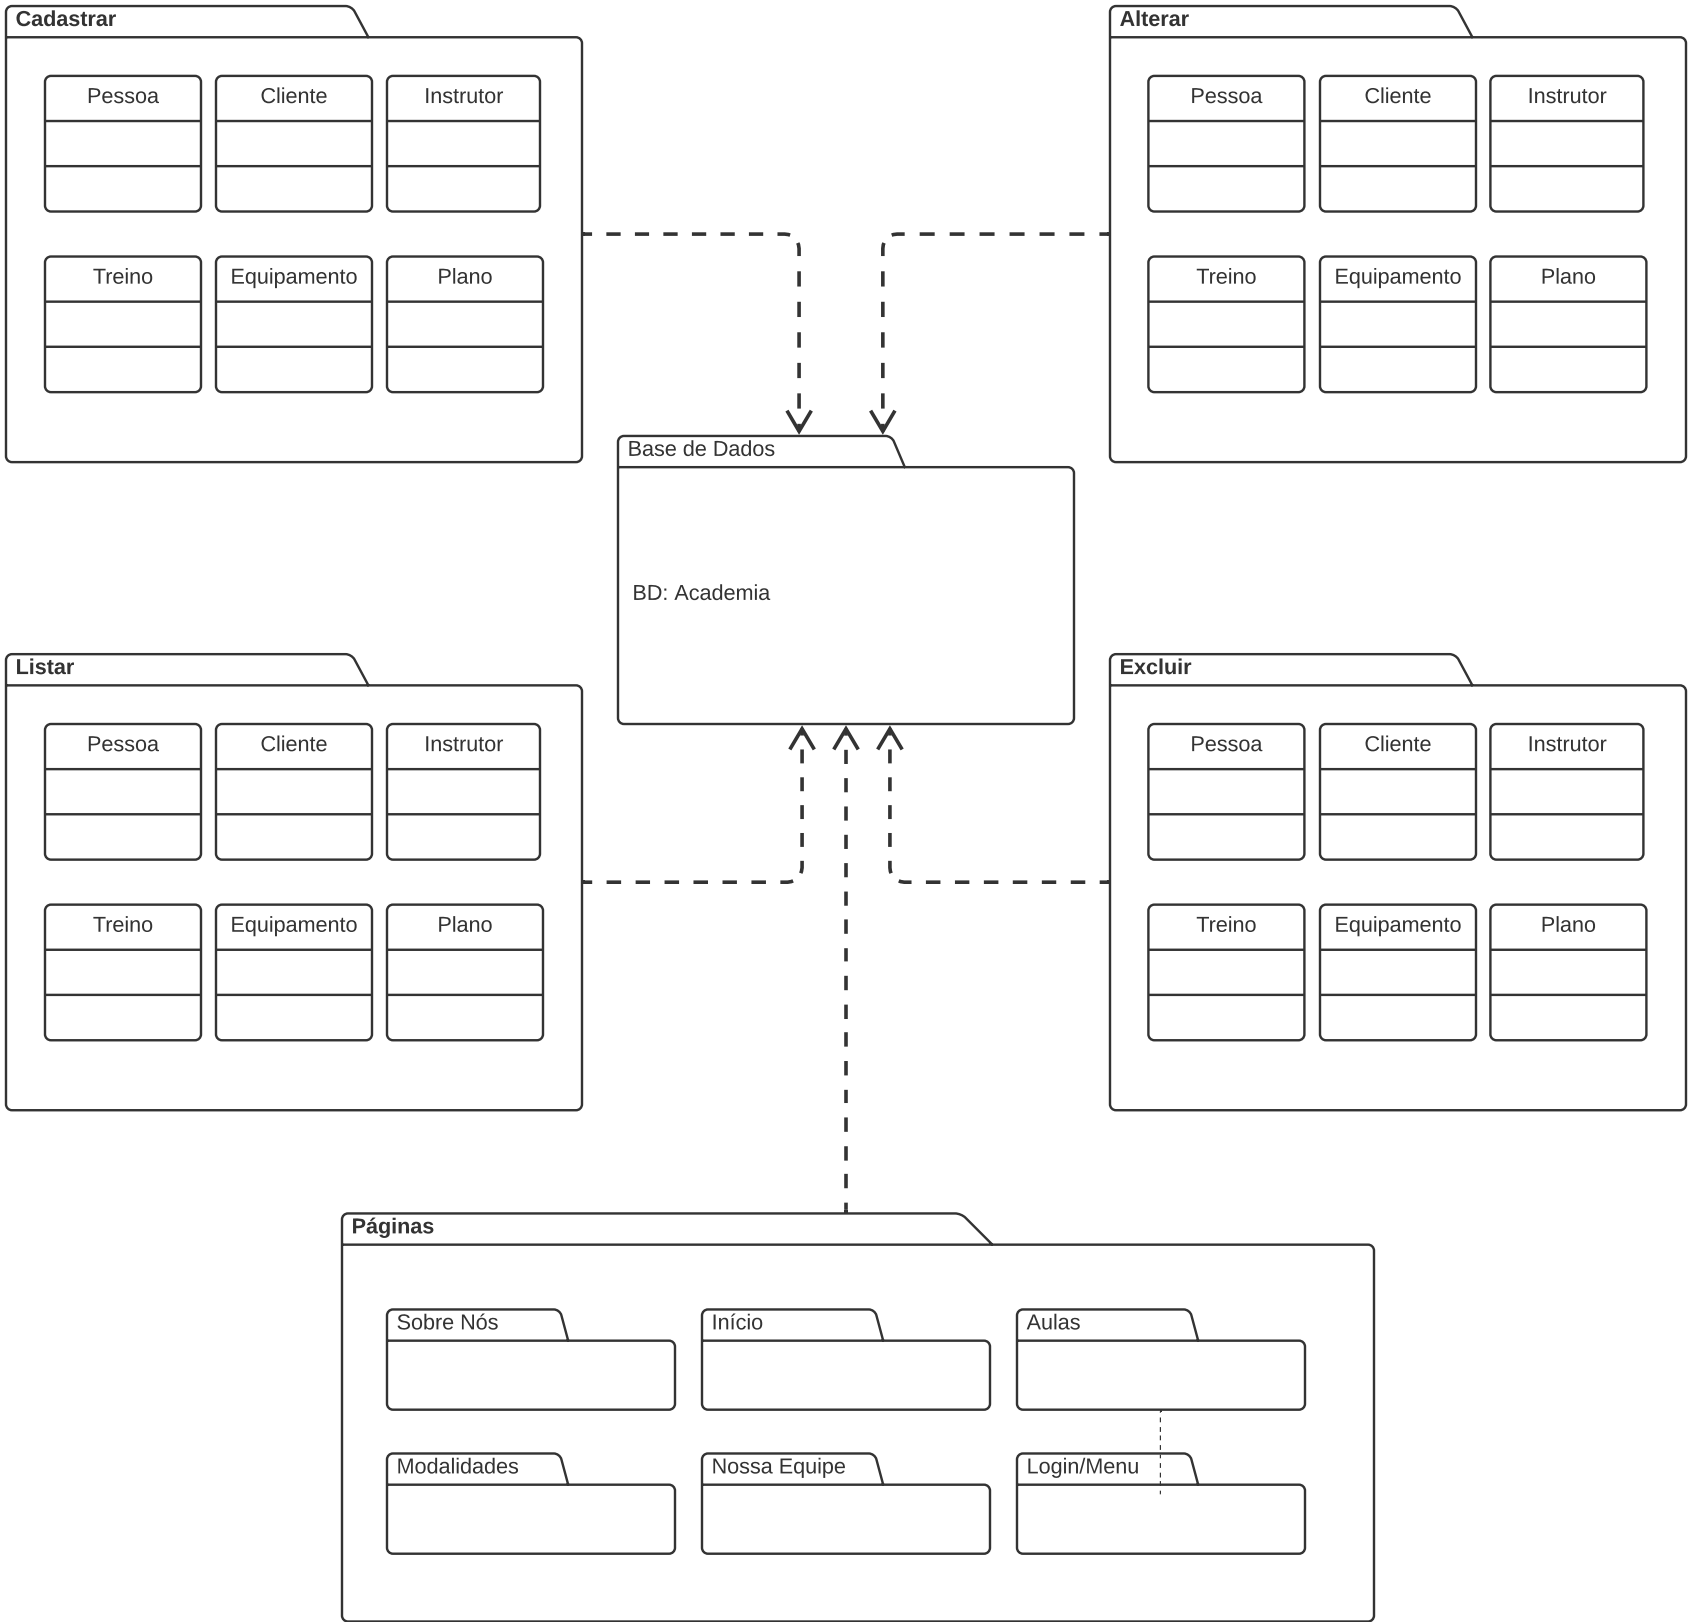 Cadastrar
Pessoa
Cliente
Instrutor
Treino
Equipamento
Plano
Alterar
Pessoa
Cliente
Instrutor
Treino
Equipamento
Plano
Base de Dados
BD: Academia
Listar
Pessoa
Cliente
Instrutor
Treino
Equipamento
Plano
Excluir
Pessoa
Cliente
Instrutor
Treino
Equipamento
Plano
Páginas
Sobre Nós
Início
Aulas
Modalidades
Nossa Equipe
Login/Menu